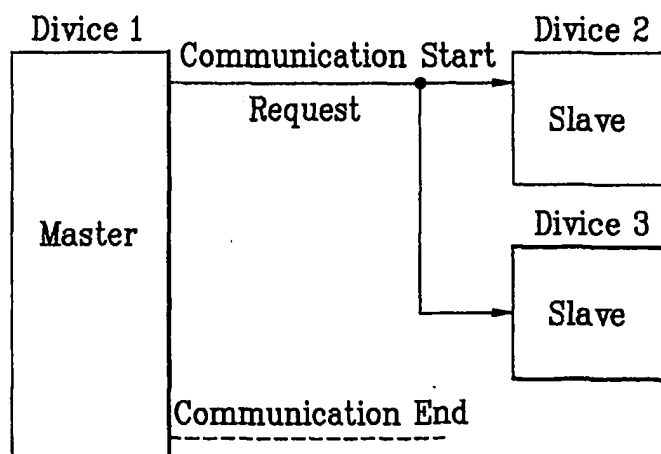 Divice 1
Communication Start
Request
Master
Communication End
Divice 2
Slave
Divice 3
Slave